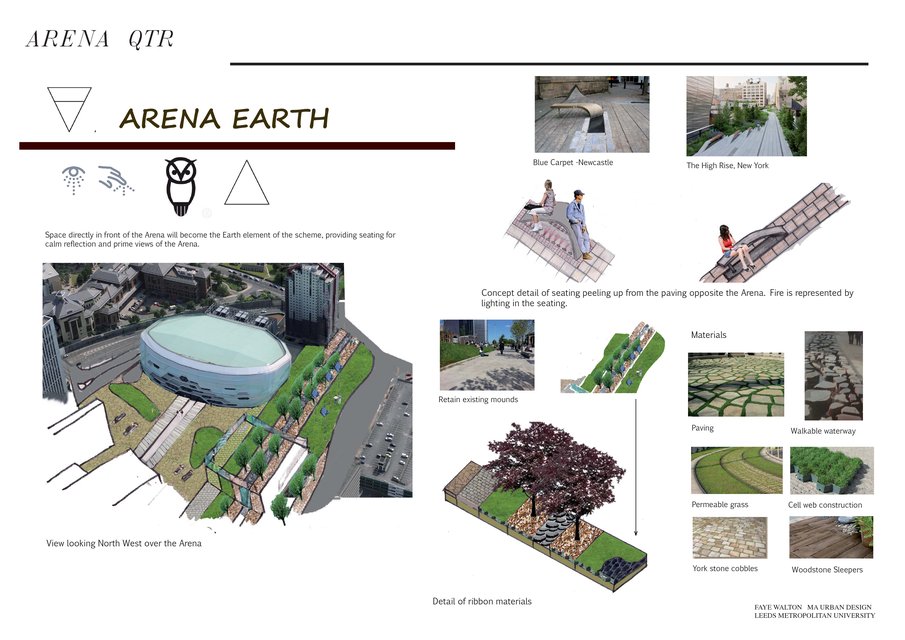 ARENA QTR
ARENA EARTH
Space directly in front of the Arena will become the Earth element of the scheme, providing seating for
calm reflection and prime views of the Arena.
View looking North West over the Arena
Blue Carpet -Newcastle
The High Rise, New York
Concept detail of seating peeling up from the paving opposite the Arena. Fire is represented by
lighting in the seating.
Retain existing mounds
Detail of ribbon materials
Materials
Paving
Walkable waterway
Permeable grass
Cell web construction
York stone cobbles
Woodstone Sleepers
FAYE WALTON MA URBAN DESIGN
LEEDS METROPOLITAN UNIVERSITY